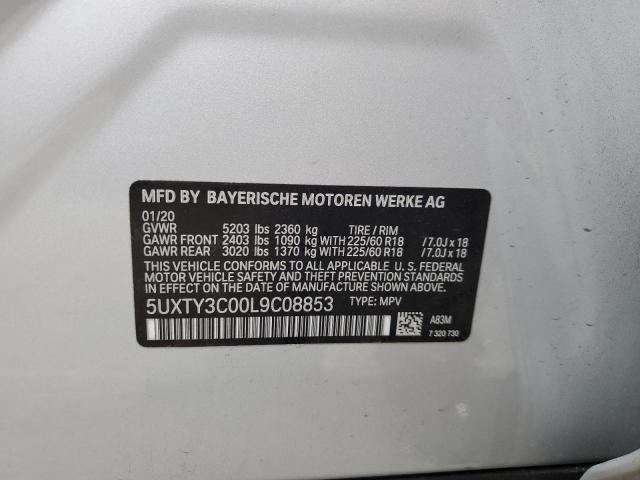 MFD BY BAYERISCHE MOTOREN WERKE AG
01/20
GVWR 5203 lbs 2360 kg TIRE / RIM
GAWR FRONT 2403 lbs 1090 kg WITH 225/60 R18 / 7.0J x 18
GAWR REAR 3020 lbs 1370 kg WITH 225/60 R18 / 7.0J x 18
THIS VEHICLE CONFORMS TO ALL APPLICABLE U. S. FEDERAL
MOTOR VEHICLE SAFETY AND THEFT PREVENTION STANDARDS
IN EFFECT ON THE DATE OF MANUFACTURE SHOWN ABOVE.
5UXTY3C00L9C08853 TYPE: MPV
A83M
7 320 730